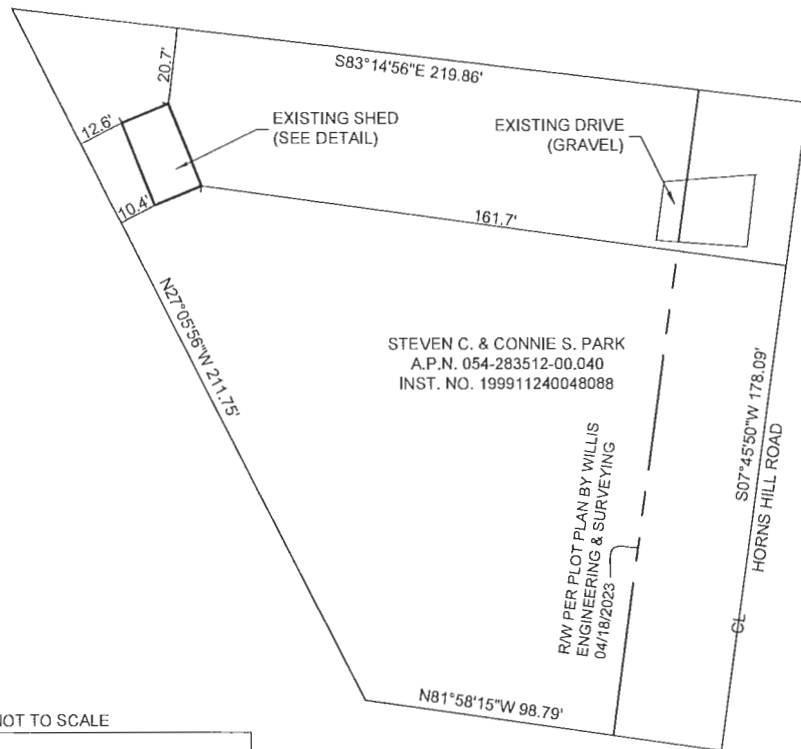 S83°14'56"E 219.86'
20.7'
12.6'
EXISTING SHED
(SEE DETAIL)
EXISTING DRIVE
(GRAVEL)
10.4'
161.7'
N27°05'56"W 211.75'
STEVEN C. & CONNIE S. PARK
A.P.N. 054-283512-00.040
INST. NO. 199911240048088
R/W PER PLOT PLAN BY WILLIS
ENGINEERING & SURVEYING
04/18/2023
S07°45'50"W 178.09'
HORNS HILL ROAD
CL
N81°58'15"W 98.79'
NOT TO SCALE